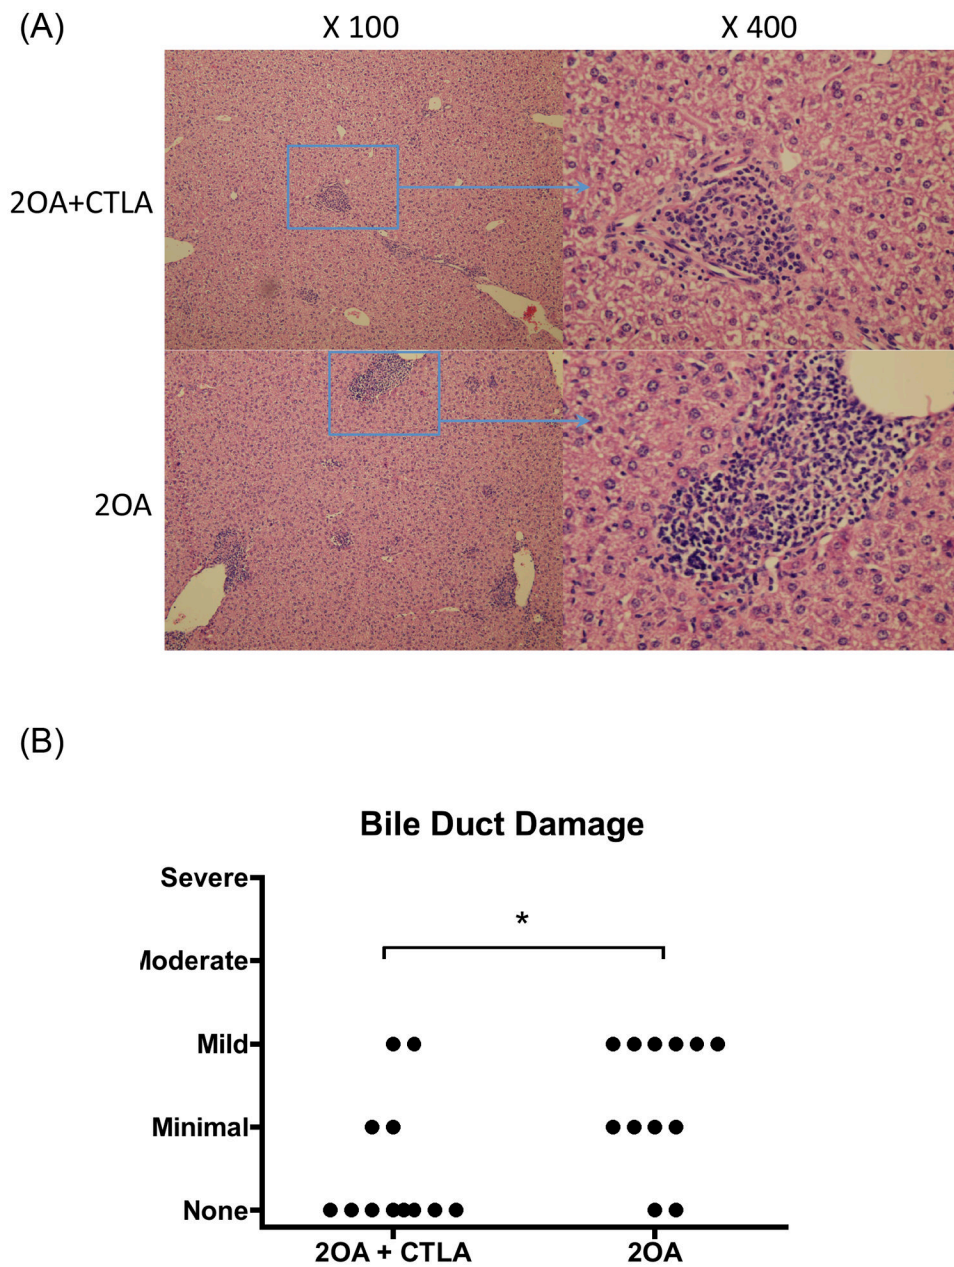 (A)
X 100
X 400
2OA+CTLA
2OA
(B)
Bile Duct Damage
Severe
*
Moderate
Mild
Minimal
None
2OA + CTLA
2OA